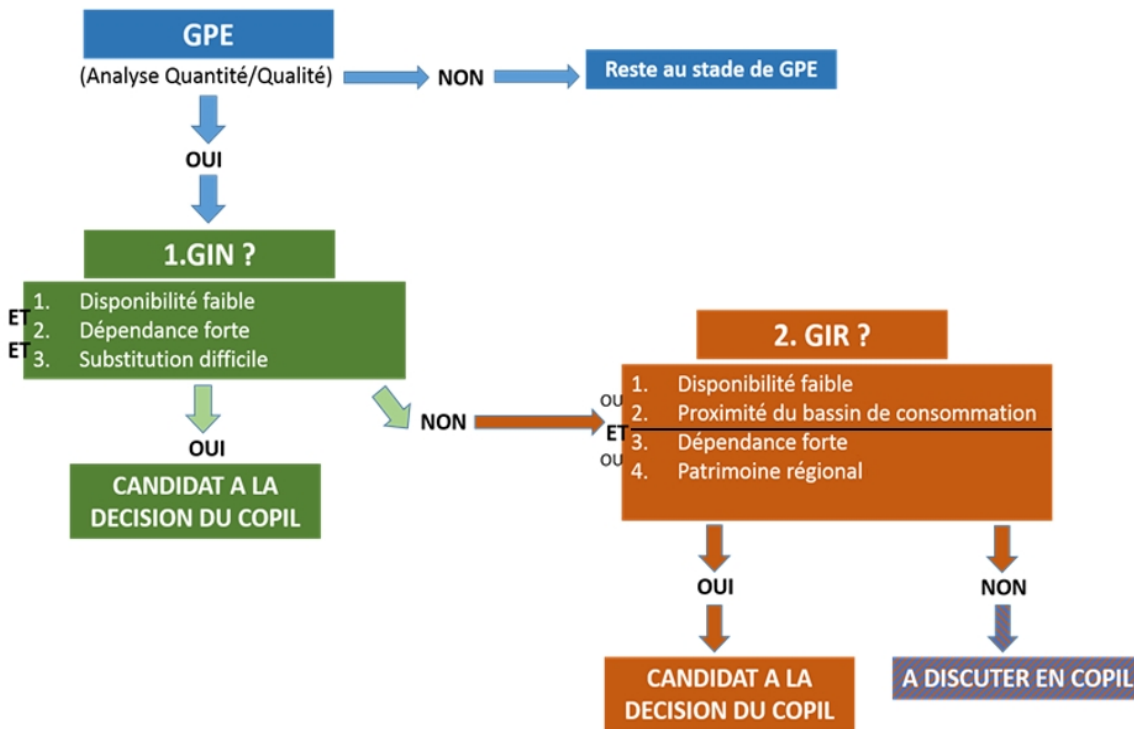 GPE
(Analyse Quantité/Qualité)
NON
Reste au stade de GPE
OUI
1.GIN ?
1. Disponibilité faible
ET
2. Dépendance forte
ET
3. Substitution difficile
OUI
NON
CANDIDAT A LA
DECISION DU COPIL
2. GIR ?
1. Disponibilité faible
OU
2. Proximité du bassin de consommation
ET
3. Dépendance forte
OU
4. Patrimoine régional
OUI
NON
CANDIDAT A LA
DECISION DU COPIL
A DISCUTER EN COPIL